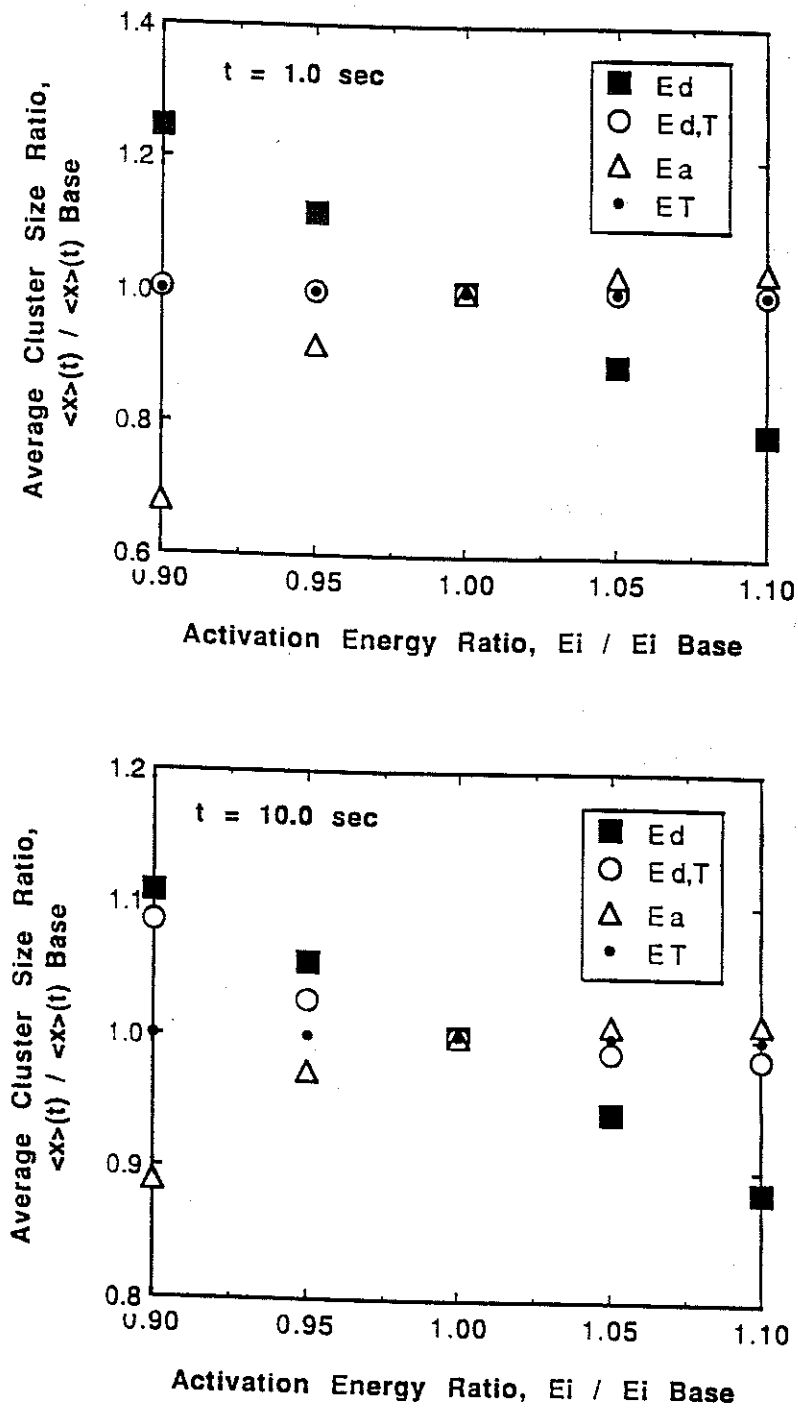 1.4
t = 1.0 sec
Ed
Ed,T
Ea
ET
1.2
1.0
0.8
0.6
Average Cluster Size Ratio,
<x>(t) / <x>(t) Base
0.90 0.95 1.00 1.05 1.10
Activation Energy Ratio, Ei / Ei Base
1.2
t = 10.0 sec
Ed
Ed,T
Ea
ET
1.1
1.0
0.9
0.8
Average Cluster Size Ratio,
<x>(t) / <x>(t) Base
0.90 0.95 1.00 1.05 1.10
Activation Energy Ratio, Ei / Ei Base